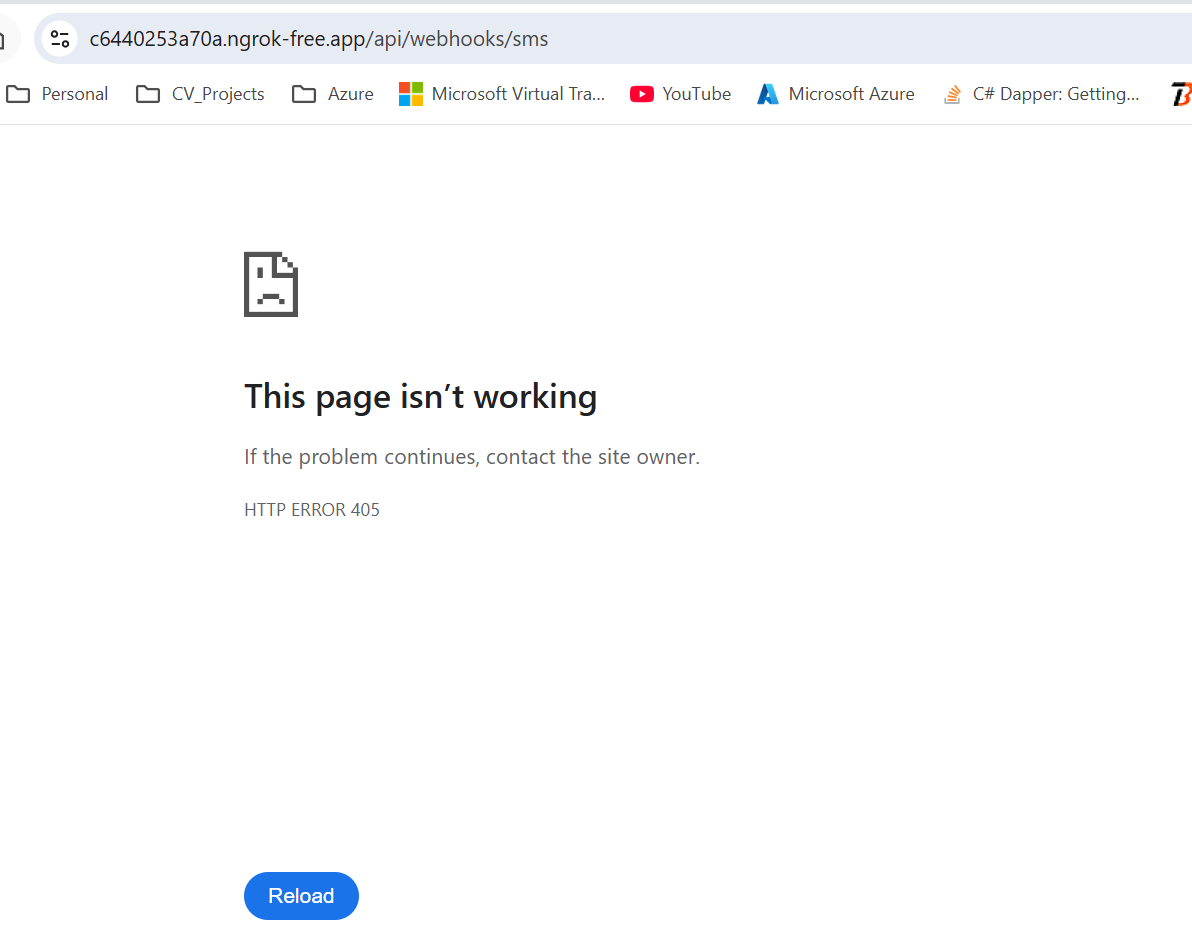 c6440253a70a.ngrok-free.app/api/webhooks/sms
Personal CV_Projects Azure Microsoft Virtual Tra... YouTube Microsoft Azure C# Dapper: Getting...
This page isn’t working
If the problem continues, contact the site owner.
HTTP ERROR 405
Reload